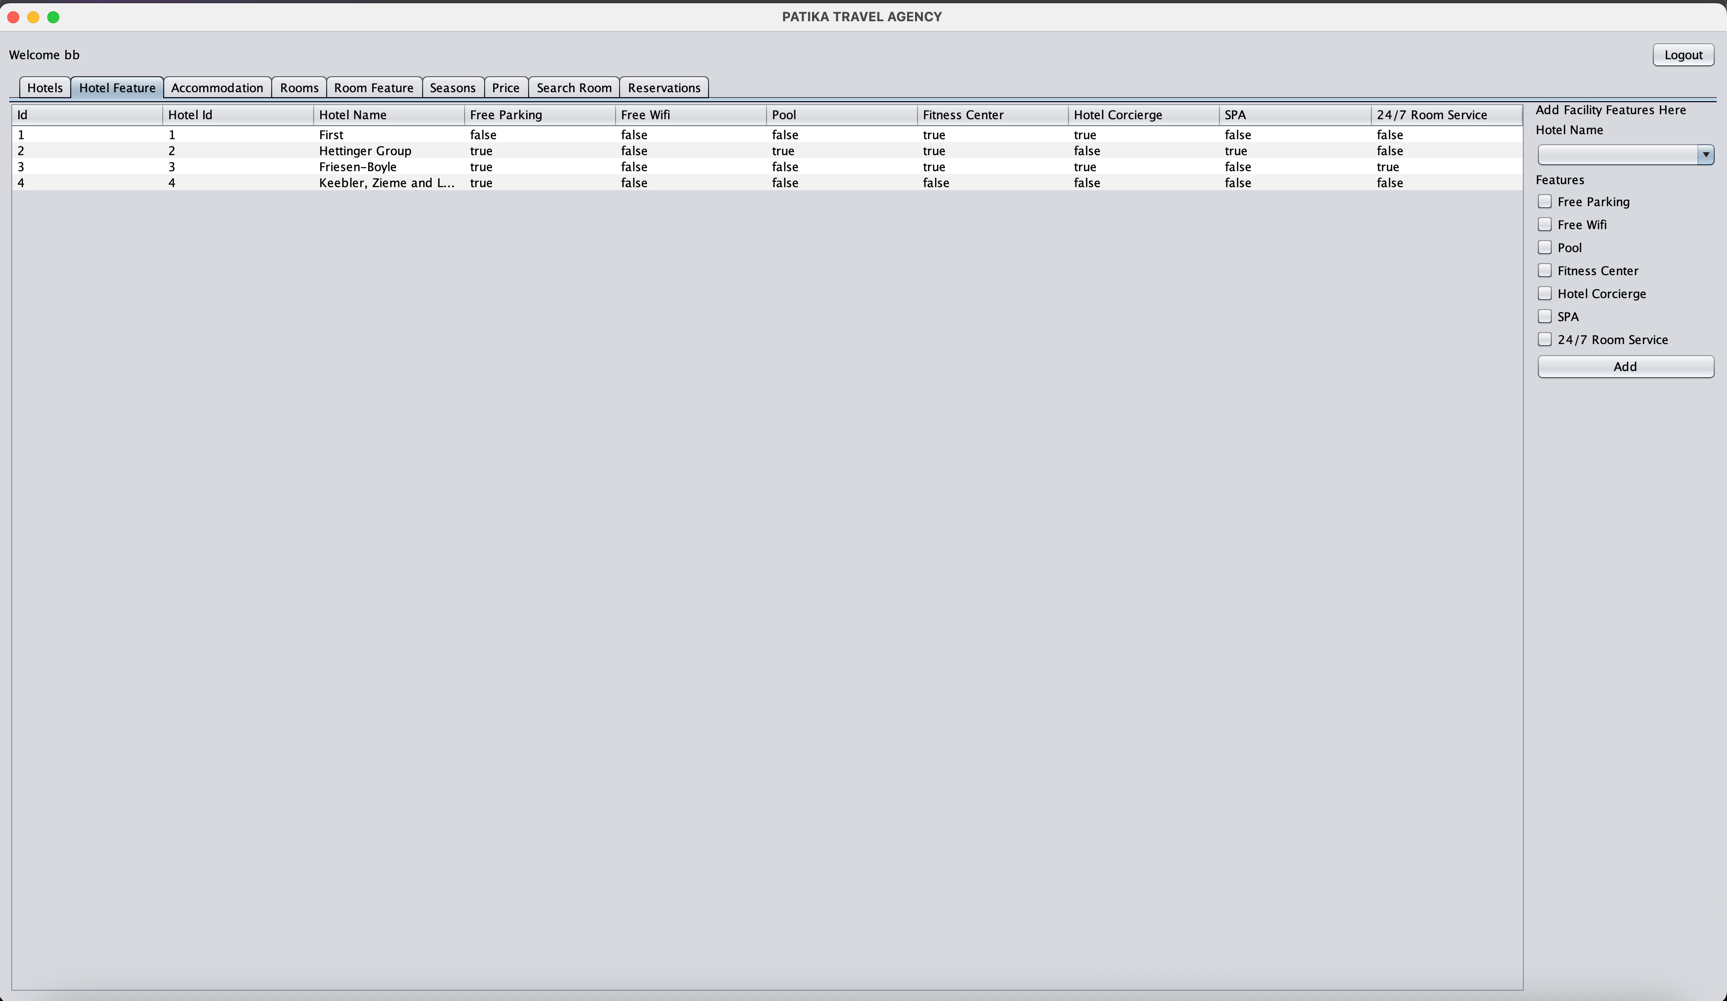 PATIKA TRAVEL AGENCY
Welcome bb
Logout
Hotels Hotel Feature Accommodation Rooms Room Feature Seasons Price Search Room Reservations
Id Hotel Id Hotel Name Free Parking Free Wifi Pool Fitness Center Hotel Corcierge SPA 24/7 Room Service
1 1 First false false false true true false false
2 2 Hettinger Group true false true true false true false
3 3 Friesen-Boyle true false false true true false true
4 4 Keebler, Zieme and L... true false false false false false false
Add Facility Features Here
Hotel Name
Features
Free Parking
Free Wifi
Pool
Fitness Center
Hotel Corcierge
SPA
24/7 Room Service
Add